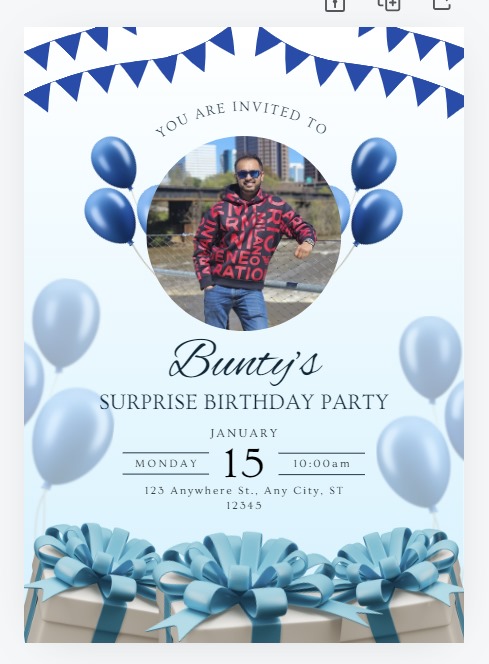 YOU ARE INVITED TO
Bunty's
SURPRISE BIRTHDAY PARTY
JANUARY
MONDAY 15 10:00am
123 Anywhere St., Any City, ST
12345